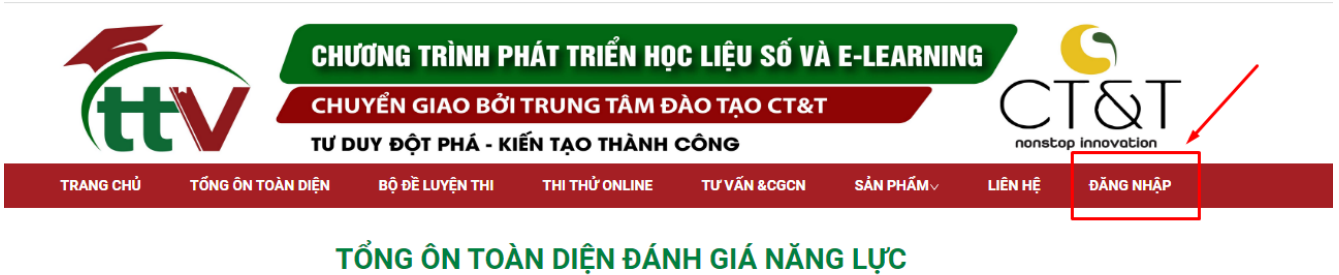 ttv
CHƯƠNG TRÌNH PHÁT TRIỂN HỌC LIỆU SỐ VÀ E-LEARNING
CHUYỂN GIAO BỞI TRUNG TÂM ĐÀO TẠO CT&T
TƯ DUY ĐỘT PHÁ - KIẾN TẠO THÀNH CÔNG
CT&T
nonstop innovation
TRANG CHỦ TỔNG ÔN TOÀN DIỆN BỘ ĐỀ LUYỆN THI THI THỬ ONLINE TƯ VẤN &CGCN SẢN PHẨM LIÊN HỆ ĐĂNG NHẬP
TỔNG ÔN TOÀN DIỆN ĐÁNH GIÁ NĂNG LỰC